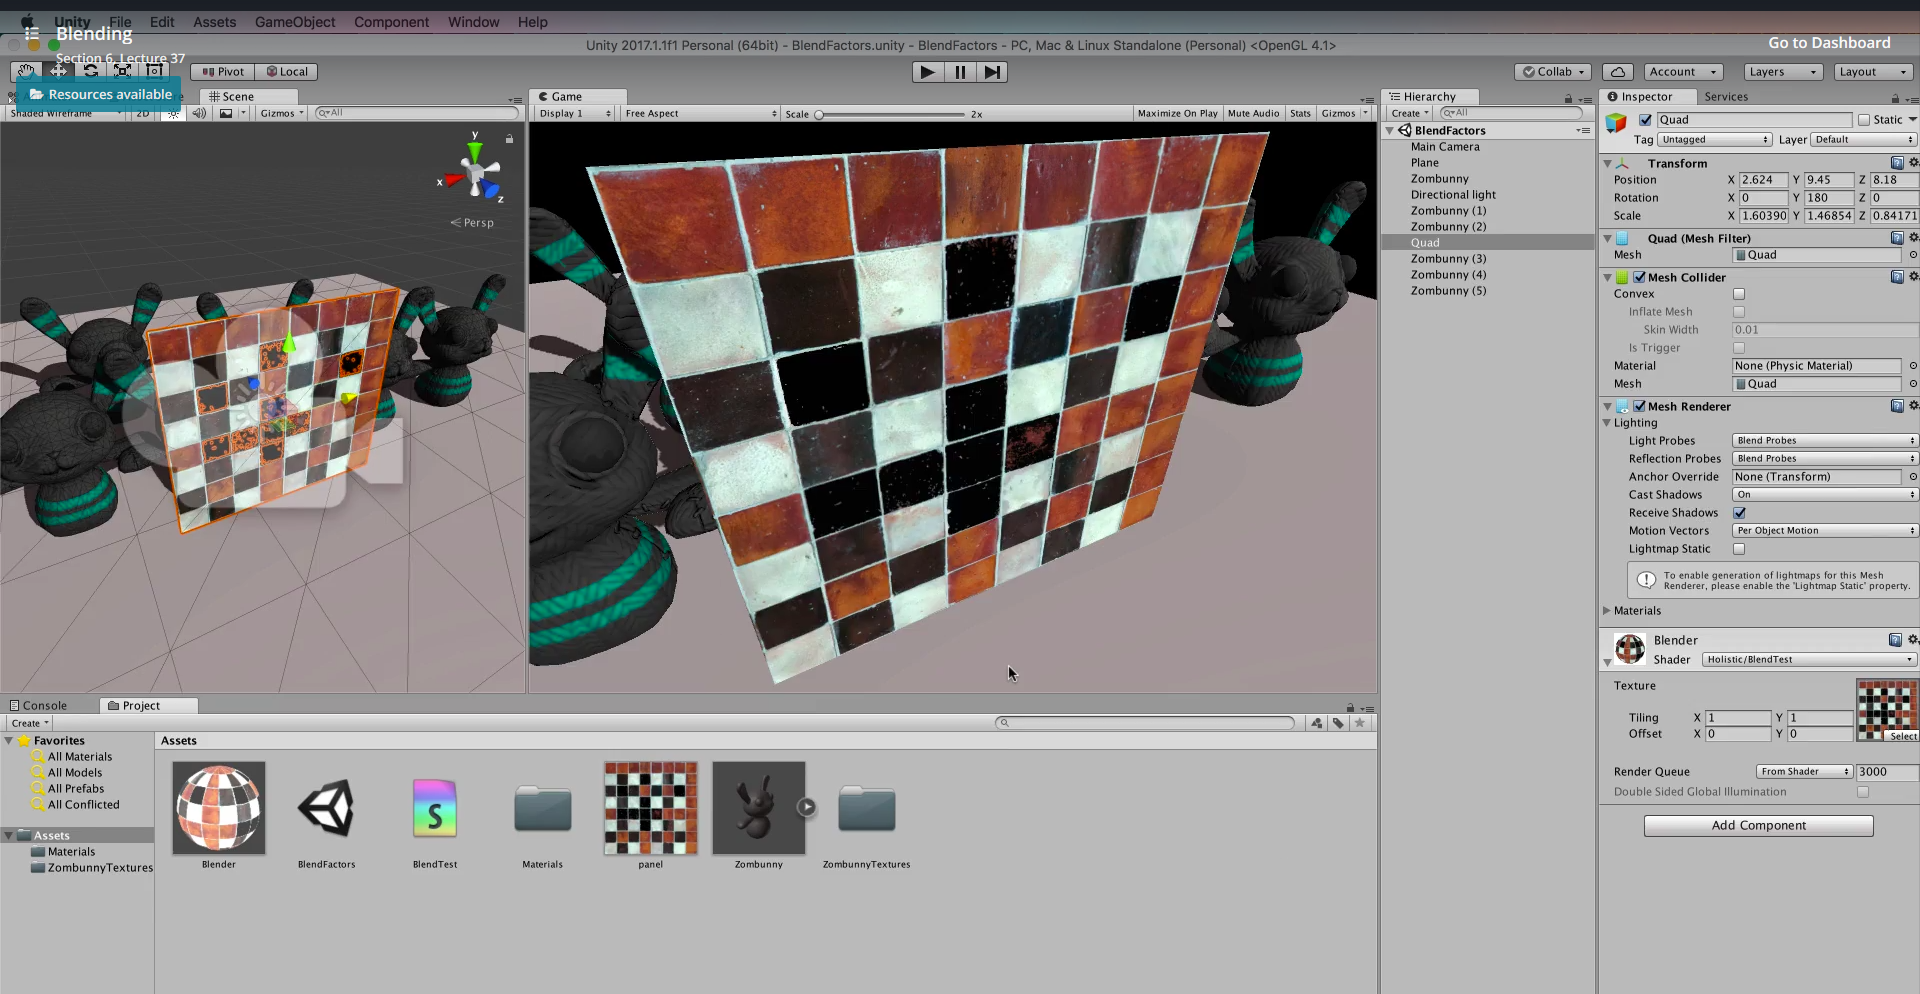 Unity File Edit Assets GameObject Component Window Help
Blending
Section 6, Lecture 37
Resources available
Go to Dashboard
Unity 2017.1.1f1 Personal (64bit) - BlendFactors.unity - BlendFactors - PC, Mac & Linux Standalone (Personal) <OpenGL 4.1>
Pivot Local
Collab Account Layers Layout
Scene
Shaded Wireframe 2D Gizmos All
y
x
z
Persp
Game
Display 1 Free Aspect Scale 2x Maximize On Play Mute Audio Stats Gizmos
Hierarchy
Create All
BlendFactors
Main Camera
Plane
Zombunny
Directional light
Zombunny (1)
Zombunny (2)
Quad
Zombunny (3)
Zombunny (4)
Zombunny (5)
Inspector Services
Quad Static
Tag Untagged Layer Default
Transform
Position X 2.624 Y 9.45 Z 8.18
Rotation X 0 Y 180 Z 0
Scale X 1.60390 Y 1.46854 Z 0.84171
Quad (Mesh Filter)
Mesh Quad
Mesh Collider
Convex
Inflate Mesh
Skin Width 0.01
Is Trigger
Material None (Physic Material)
Mesh Quad
Mesh Renderer
Lighting
Light Probes Blend Probes
Reflection Probes Blend Probes
Anchor Override None (Transform)
Cast Shadows On
Receive Shadows
Motion Vectors Per Object Motion
Lightmap Static
To enable generation of lightmaps for this Mesh
Renderer, please enable the 'Lightmap Static' property.
Materials
Blender
Shader Holistic/BlendTest
Texture
Tiling X 1 Y 1
Offset X 0 Y 0
Select
Render Queue From Shader 3000
Double Sided Global Illumination
Add Component
Console Project
Create
Favorites
All Materials
All Models
All Prefabs
All Conflicted
Assets
Materials
ZombunnyTextures
Assets
S
Blender BlendFactors BlendTest Materials panel Zombunny ZombunnyTextures